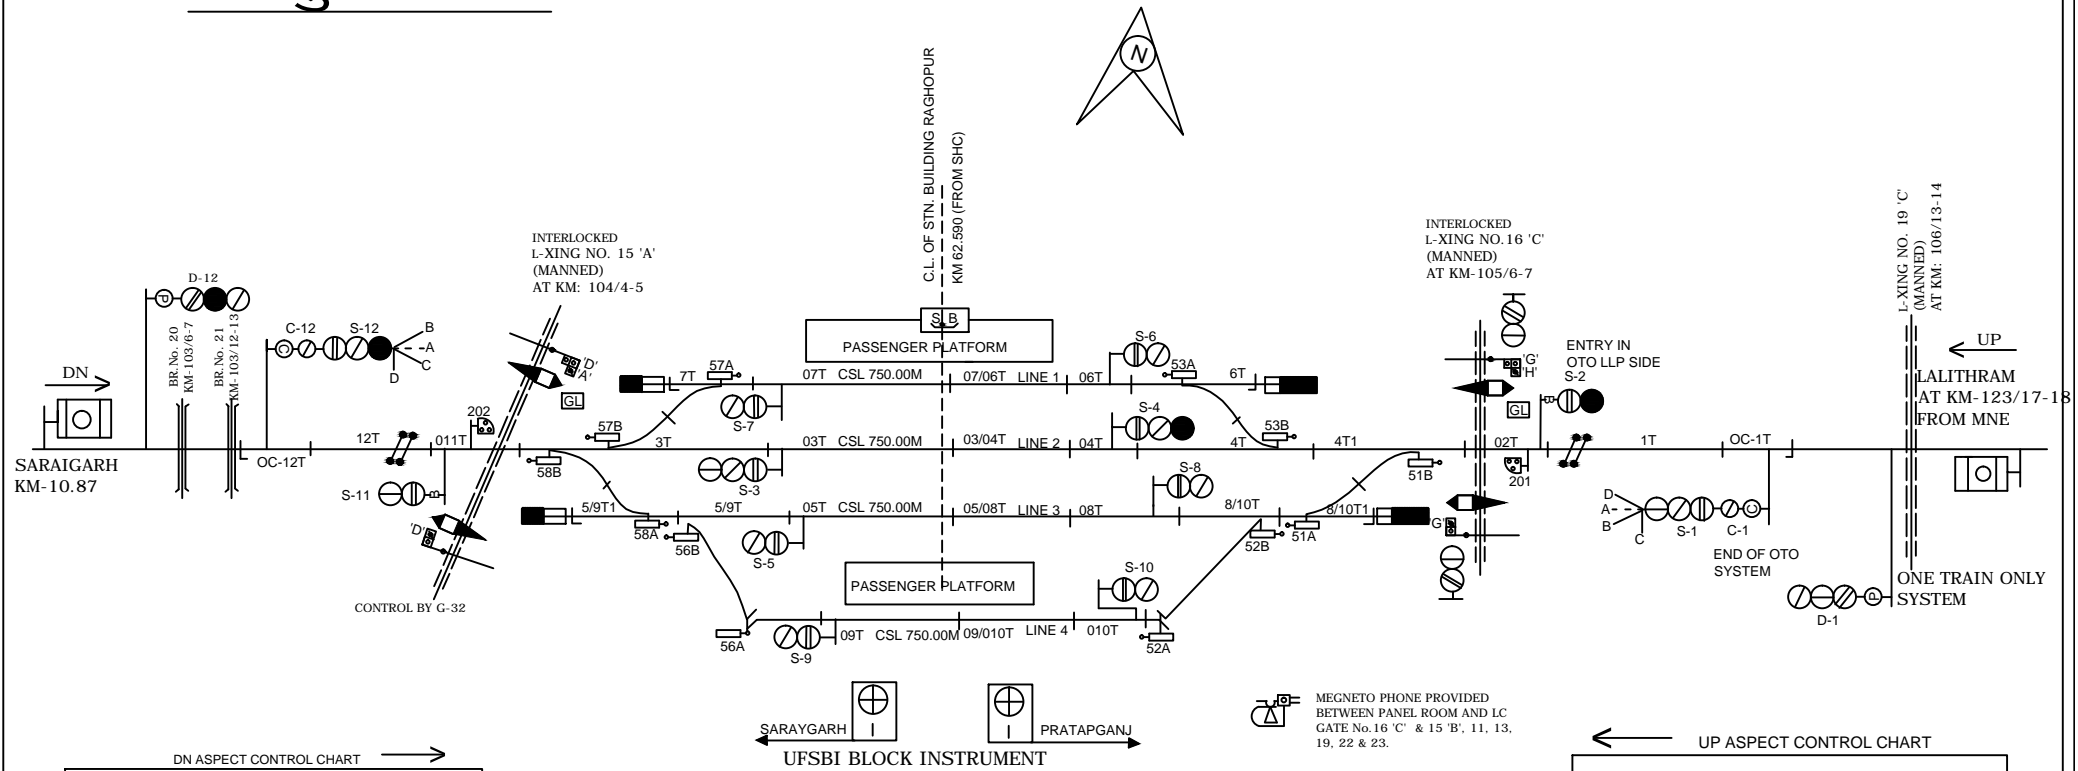 N
C.L. OF STN. BUILDING RAGHOPUR
KM 62.590 (FROM SHC)
INTERLOCKED
L-XING NO. 15 'A'
(MANNED)
AT KM: 104/4-5
INTERLOCKED
L-XING NO.16 'C'
(MANNED)
AT KM-105/6-7
L-XING NO. 19 'C'
(MANNED)
AT KM: 106/13-14
D-12
P
BR.No. 20
KM-103/6-7
BR.No. 21
KM-103/12-13
C-12
S-12
C
B
A
C
D
'D'
'A'
GL
S B
PASSENGER PLATFORM
S-6
'G'
'H'
GL
ENTRY IN
OTO LLP SIDE
S-2
B
UP
LALITHRAM
AT KM-123/17-18
FROM MNE
DN
7T
57A
07T
CSL 750.00M
07/06T
LINE 1
06T
53A
6T
S-7
S-4
202
57B
53B
12T
011T
3T
03T
CSL 750.00M
03/04T
LINE 2
04T
4T
4T1
02T
1T
OC-1T
OC-12T
SARAIGARH
KM-10.87
58B
S-3
S-8
51B
201
S-11
B
5/9T1
5/9T
05T
CSL 750.00M
05/08T
LINE 3
08T
8/10T
8/10T1
'D'
58A
56B
S-5
52B
51A
'G'
D
A
B
C
S-1
C-1
C
END OF OTO
SYSTEM
PASSENGER PLATFORM
S-10
ONE TRAIN ONLY
SYSTEM
P
D-1
CONTROL BY G-32
56A
S-9
09T
CSL 750.00M
09/010T
LINE 4
010T
52A
SARAYGARH
PRATAPGANJ
UFSBI BLOCK INSTRUMENT
MEGNETO PHONE PROVIDED
BETWEEN PANEL ROOM AND LC
GATE No.16 'C' & 15 'B', 11, 13,
19, 22 & 23.
DN ASPECT CONTROL CHART
UP ASPECT CONTROL CHART